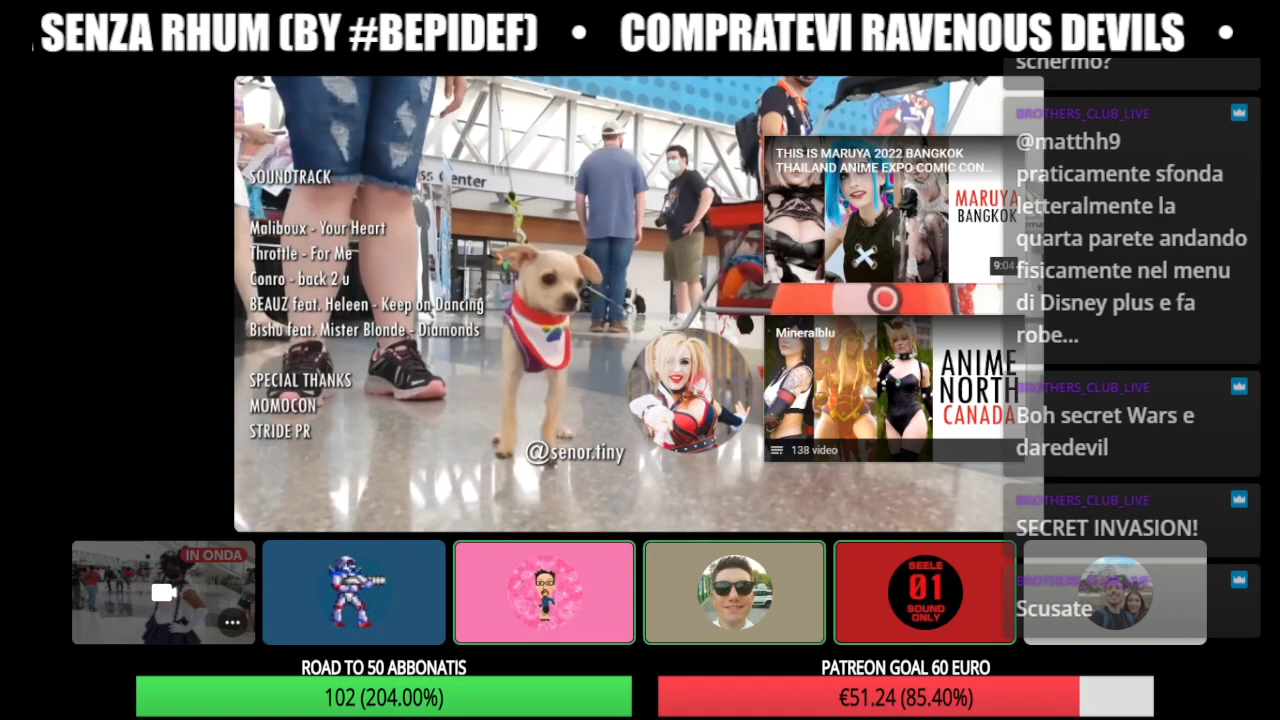 SENZA RHUM (BY #BEPIDEF) • COMPRATEVI RAVENOUS DEVILS •
schermo?
BROTHERS_CLUB_LIVE
@matthh9
praticamente sfonda
letteralmente la
quarta parete andando
fisicamente nel menu
di Disney plus e fa
robe...
BROTHERS_CLUB_LIVE
Boh secret Wars e
daredevil
BROTHERS_CLUB_LIVE
SECRET INVASION!
BROTHERS_CLUB_LIVE
Scusate
ss Center
SOUNDTRACK
Maliboux - Your Heart
Throttle - For Me
Conro - back 2 u
BEAUZ feat. Heleen - Keep on Dancing
Bishu feat. Mister Blonde - Diamonds
SPECIAL THANKS
MOMOCON
STRIDE PR
@senor.tiny
THIS IS MARUYA 2022 BANGKOK
THAILAND ANIME EXPO COMIC CON...
MARUYA
BANGKOK
9:04
Mineralblu
ANIME
NORTH
CANADA
138 video
IN ONDA
SEELE
01
SOUND
ONLY
ROAD TO 50 ABBONATIS
102 (204.00%)
PATREON GOAL 60 EURO
€51.24 (85.40%)